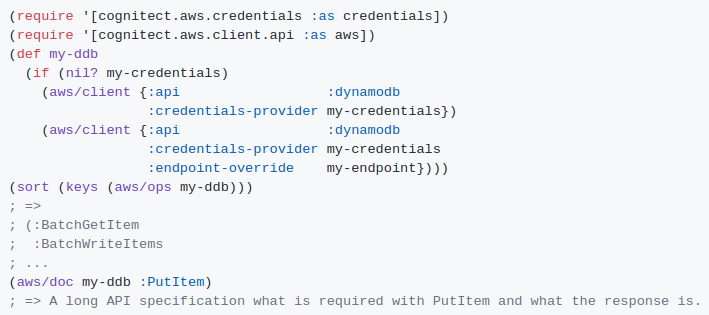 (require '[cognitect.aws.credentials :as credentials])
(require '[cognitect.aws.client.api :as aws])
(def my-ddb
  (if (nil? my-credentials)
    (aws/client {:api                  :dynamodb
                 :credentials-provider my-credentials})
    (aws/client {:api                  :dynamodb
                 :credentials-provider my-credentials
                 :endpoint-override    my-endpoint})))
(sort (keys (aws/ops my-ddb)))
; =>
; (:BatchGetItem
;  :BatchWriteItems
; ...
(aws/doc my-ddb :PutItem)
; => A long API specification what is required with PutItem and what the response is.